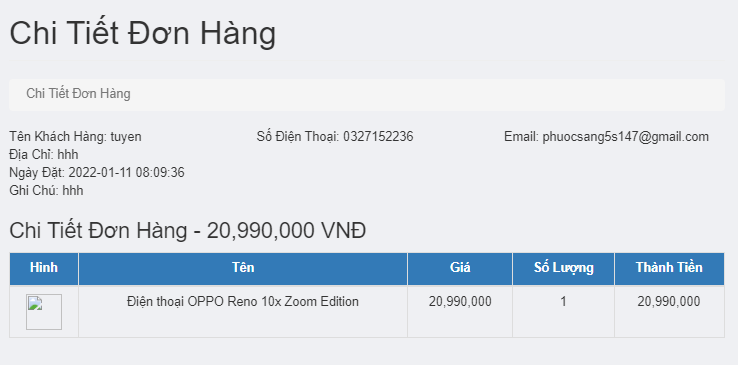 Chi Tiết Đơn Hàng
Chi Tiết Đơn Hàng
Tên Khách Hàng: tuyen Số Điện Thoại: 0327152236 Email: phuocsang5s147@gmail.com
Địa Chỉ: hhh
Ngày Đặt: 2022-01-11 08:09:36
Ghi Chú: hhh
Chi Tiết Đơn Hàng - 20,990,000 VNĐ
Hình Tên Giá Số Lượng Thành Tiền
Điện thoại OPPO Reno 10x Zoom Edition 20,990,000 1 20,990,000